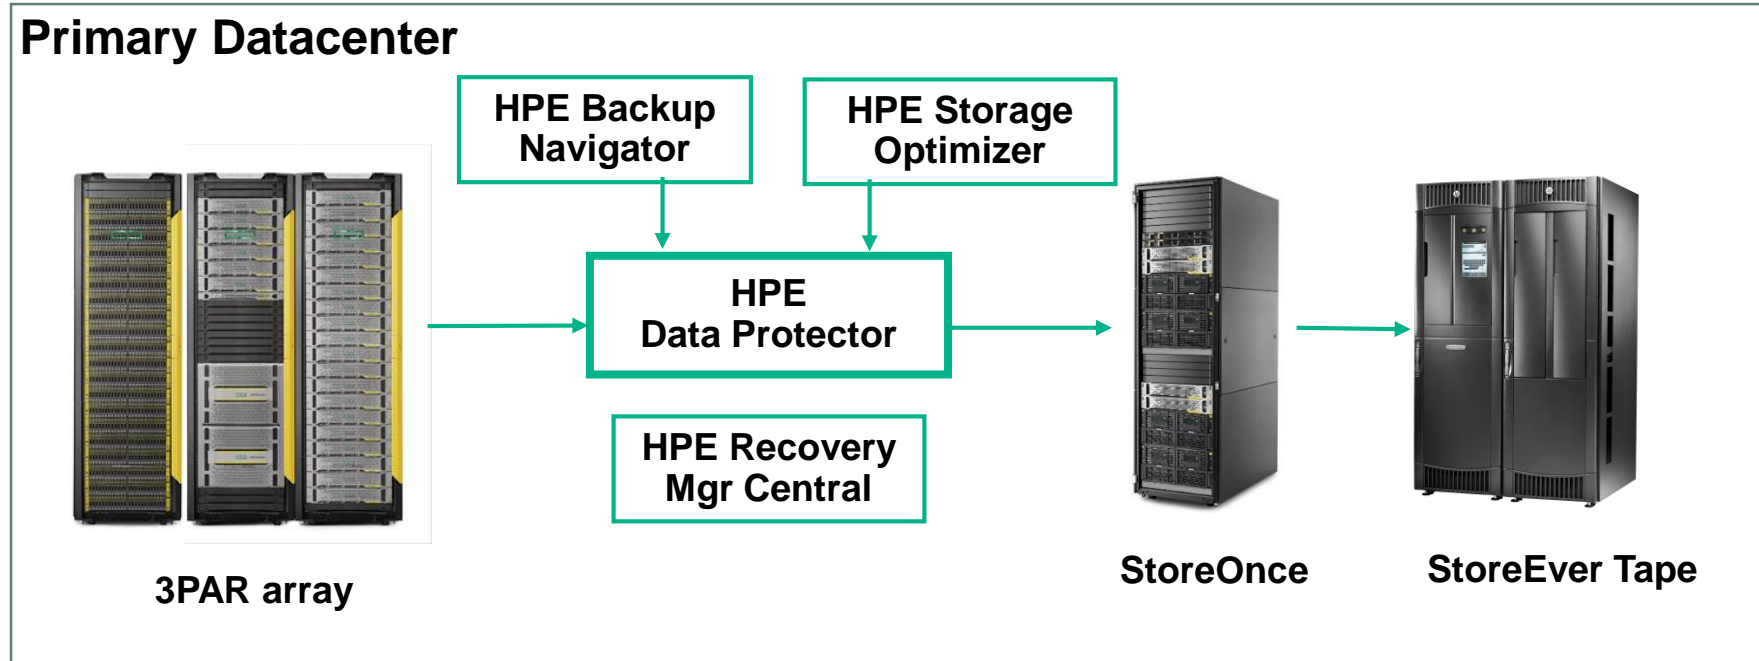 Primary Datacenter
HPE Backup
Navigator
HPE Storage
Optimizer
HPE
Data Protector
HPE Recovery
Mgr Central
3PAR array
StoreOnce
StoreEver Tape